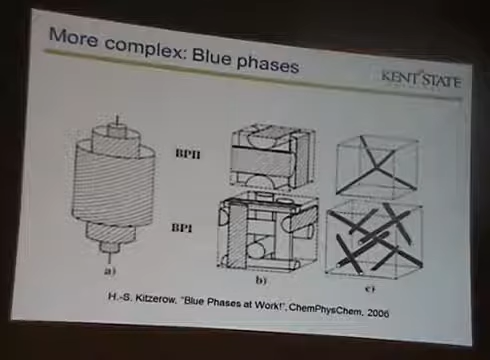 More complex: Blue phases
KENT STATE
BPII
BPI
a)
b)
c)
H.-S. Kitzerow, "Blue Phases at Work!", ChemPhysChem, 2006